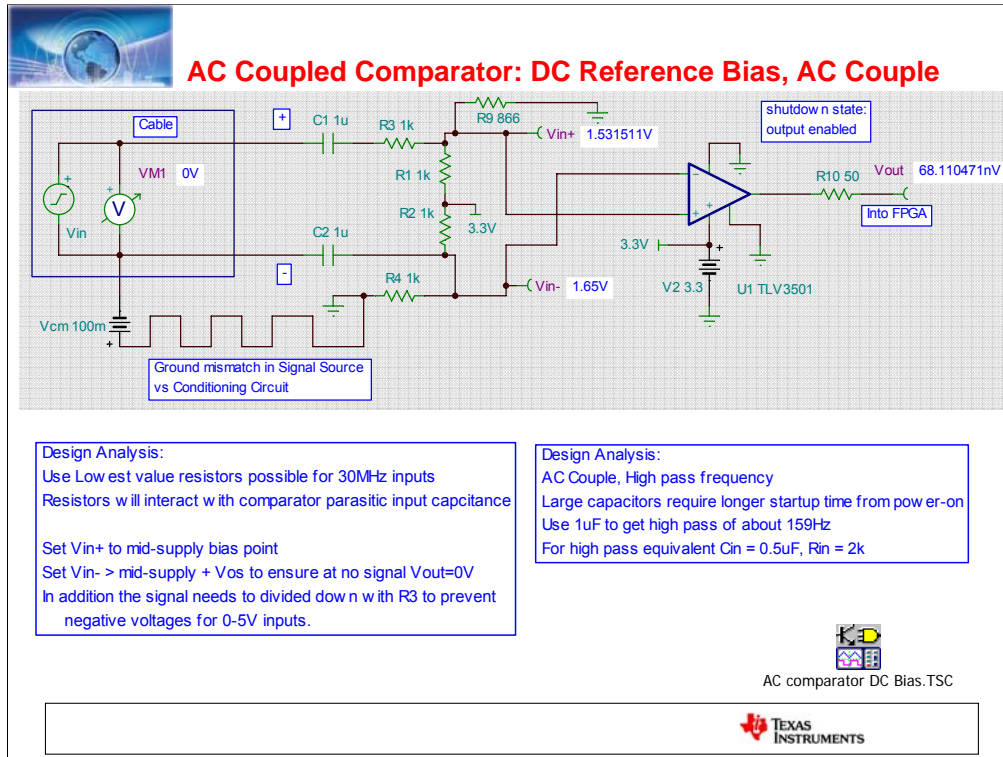 AC Coupled Comparator: DC Reference Bias, AC Couple
Cable
+
C1 1u
R3 1k
R9 866
Vin+ 1.531511V
shutdown state:
output enabled
VM1 0V
+
+
V
Vin
R1 1k
R2 1k
3.3V
C2 1u
-
R4 1k
Vin- 1.65V
-
+
+
R10 50
Vout 68.110471nV
Into FPGA
3.3V
+
V2 3.3
U1 TLV3501
Vcm 100m
+
Ground mismatch in Signal Source
vs Conditioning Circuit
Design Analysis:
Use Lowest value resistors possible for 30MHz inputs
Resistors will interact with comparator parasitic input capcitance
Set Vin+ to mid-supply bias point
Set Vin- > mid-supply + Vos to ensure at no signal Vout=0V
In addition the signal needs to divided down with R3 to prevent
negative voltages for 0-5V inputs.
Design Analysis:
AC Couple, High pass frequency
Large capacitors require longer startup time from power-on
Use 1uF to get high pass of about 159Hz
For high pass equivalent Cin = 0.5uF, Rin = 2k
AC comparator DC Bias.TSC
TEXAS
INSTRUMENTS